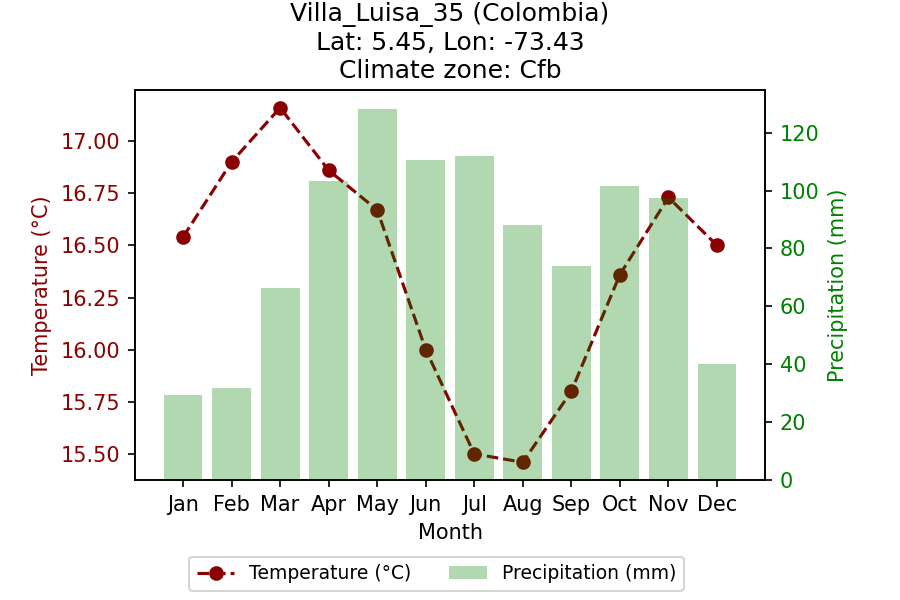 Villa_Luisa_35 (Colombia)
Lat: 5.45, Lon: -73.43
Climate zone: Cfb
Temperature (°C)
17.00
16.75
16.50
16.25
16.00
15.75
15.50
120
100
80
60
40
20
0
Precipitation (mm)
Jan Feb Mar Apr May Jun Jul Aug Sep Oct Nov Dec
Month
Temperature (°C) Precipitation (mm)